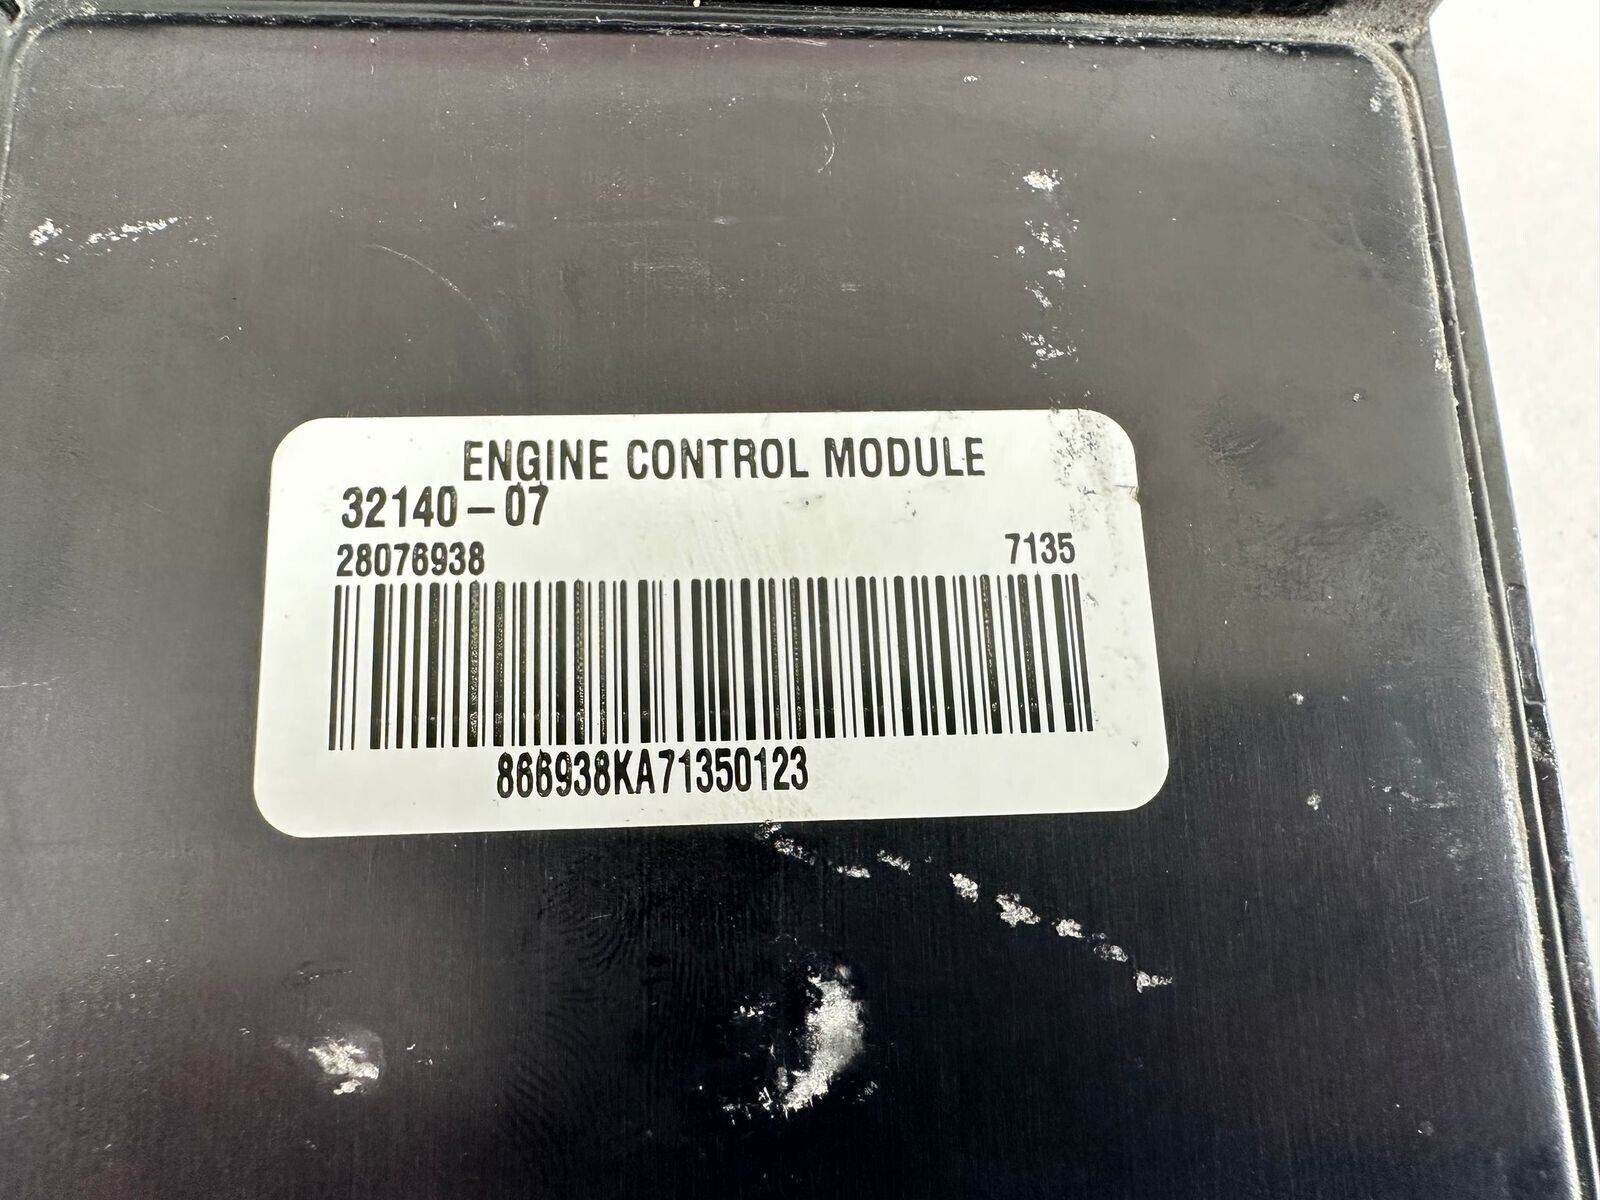 ENGINE CONTROL MODULE
32140-07
28076938 7135
866938KA71350123